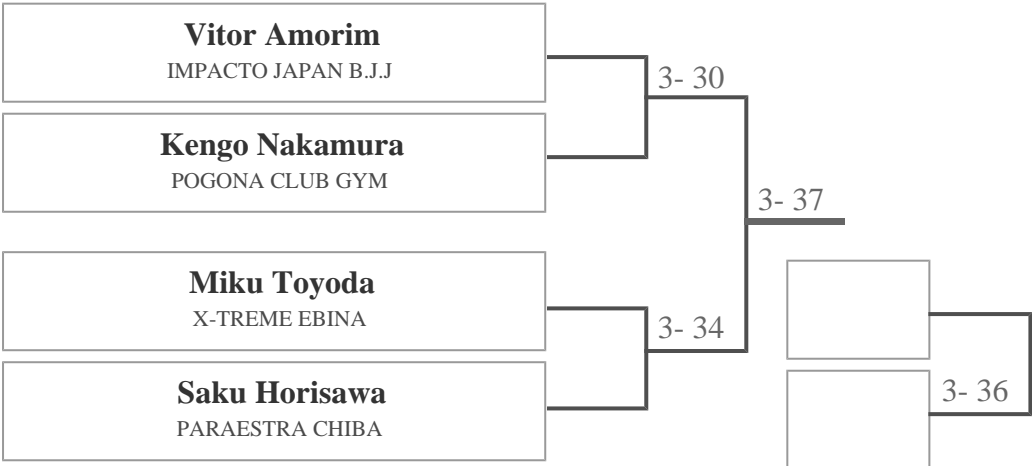 Vitor Amorim
IMPACTO JAPAN B.J.J
3- 30
Kengo Nakamura
POGONA CLUB GYM
3- 37
Miku Toyoda
X-TREME EBINA
3- 34
Saku Horisawa
PARAESTRA CHIBA
3- 36